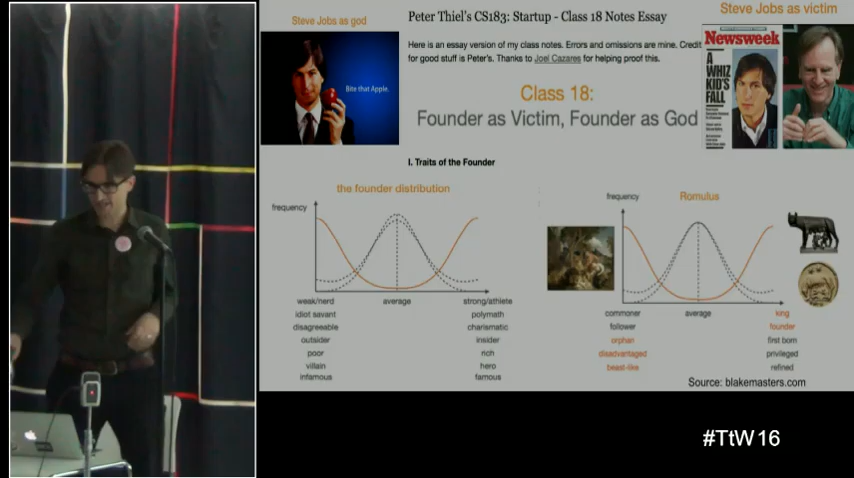 Steve Jobs as god
Bite that Apple.
Peter Thiel's CS183: Startup - Class 18 Notes Essay
Here is an essay version of my class notes. Errors and omissions are mine. Credit
for good stuff is Peter's. Thanks to Joel Cazares for helping proof this.
Class 18:
Founder as Victim, Founder as God
I. Traits of the Founder
Steve Jobs as victim
Newsweek
A
WHIZ
KID'S
FALL
the founder distribution
frequency
weak/nerd average strong/athlete
idiot savant polymath
disagreeable charismatic
outsider insider
poor rich
villain hero
infamous famous
Romulus
frequency
commoner average king
follower founder
orphan first born
disadvantaged privileged
beast-like refined
Source: blakemasters.com
#TtW16